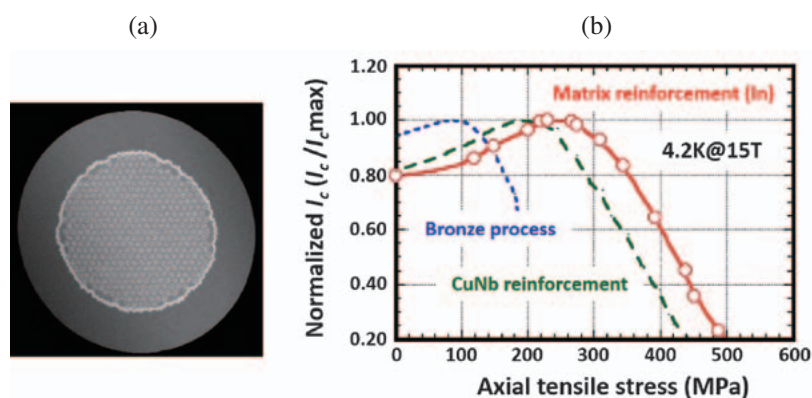 (a)
(b)
Normalized Ic (Ic/Icmax)
1.20
1.00
0.80
0.60
0.40
0.20
Matrix reinforcement (In)
4.2K@15T
Bronze process
CuNb reinforcement
0 100 200 300 400 500 600
Axial tensile stress (MPa)